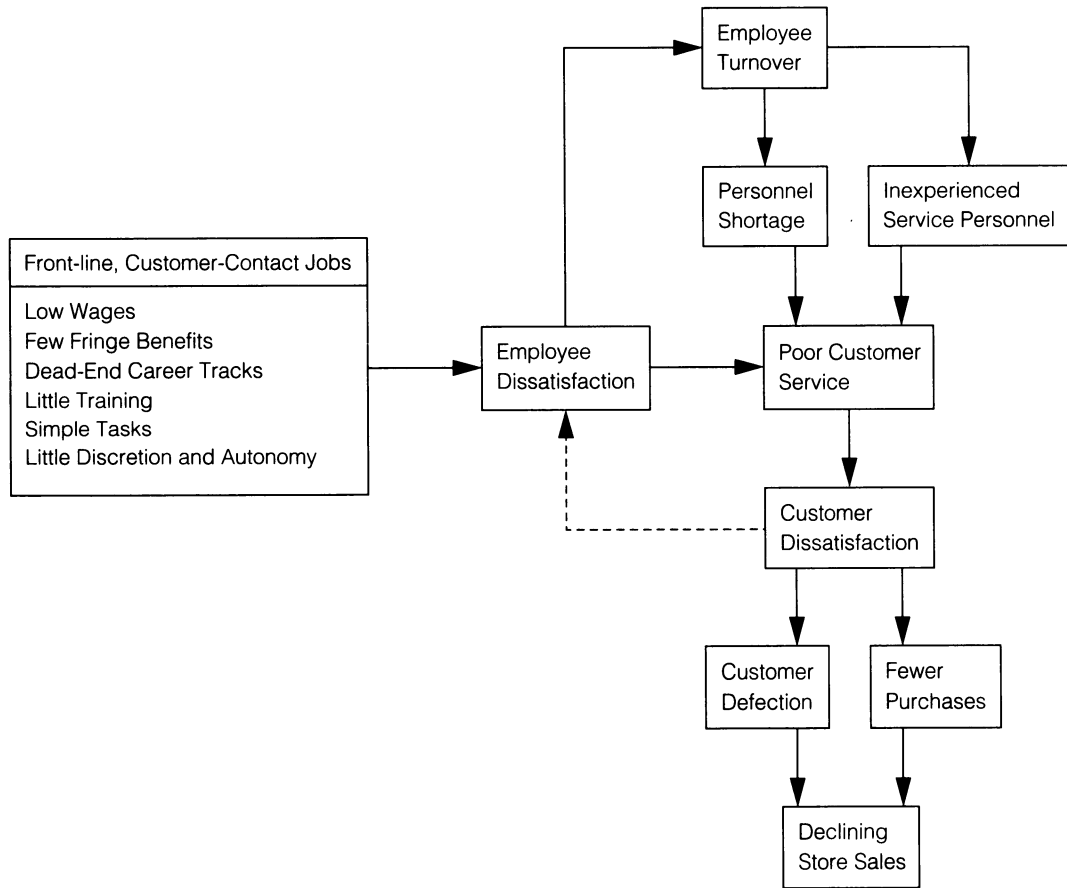 Employee
Turnover
Personnel
Shortage
Inexperienced
Service Personnel
Front-line, Customer-Contact Jobs
Low Wages
Few Fringe Benefits
Dead-End Career Tracks
Little Training
Simple Tasks
Little Discretion and Autonomy
Employee
Dissatisfaction
Poor Customer
Service
Customer
Dissatisfaction
Customer
Defection
Fewer
Purchases
Declining
Store Sales